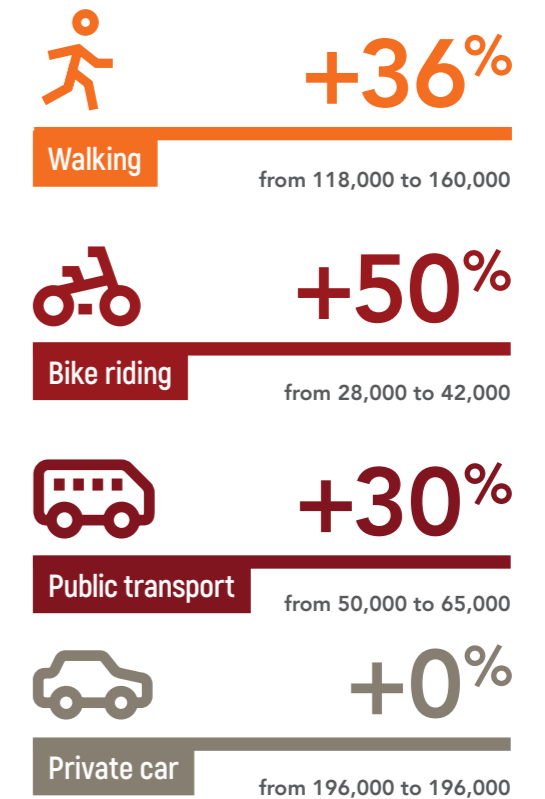 +36%
Walking
from 118,000 to 160,000
+50%
Bike riding
from 28,000 to 42,000
+30%
Public transport
from 50,000 to 65,000
+0%
Private car
from 196,000 to 196,000